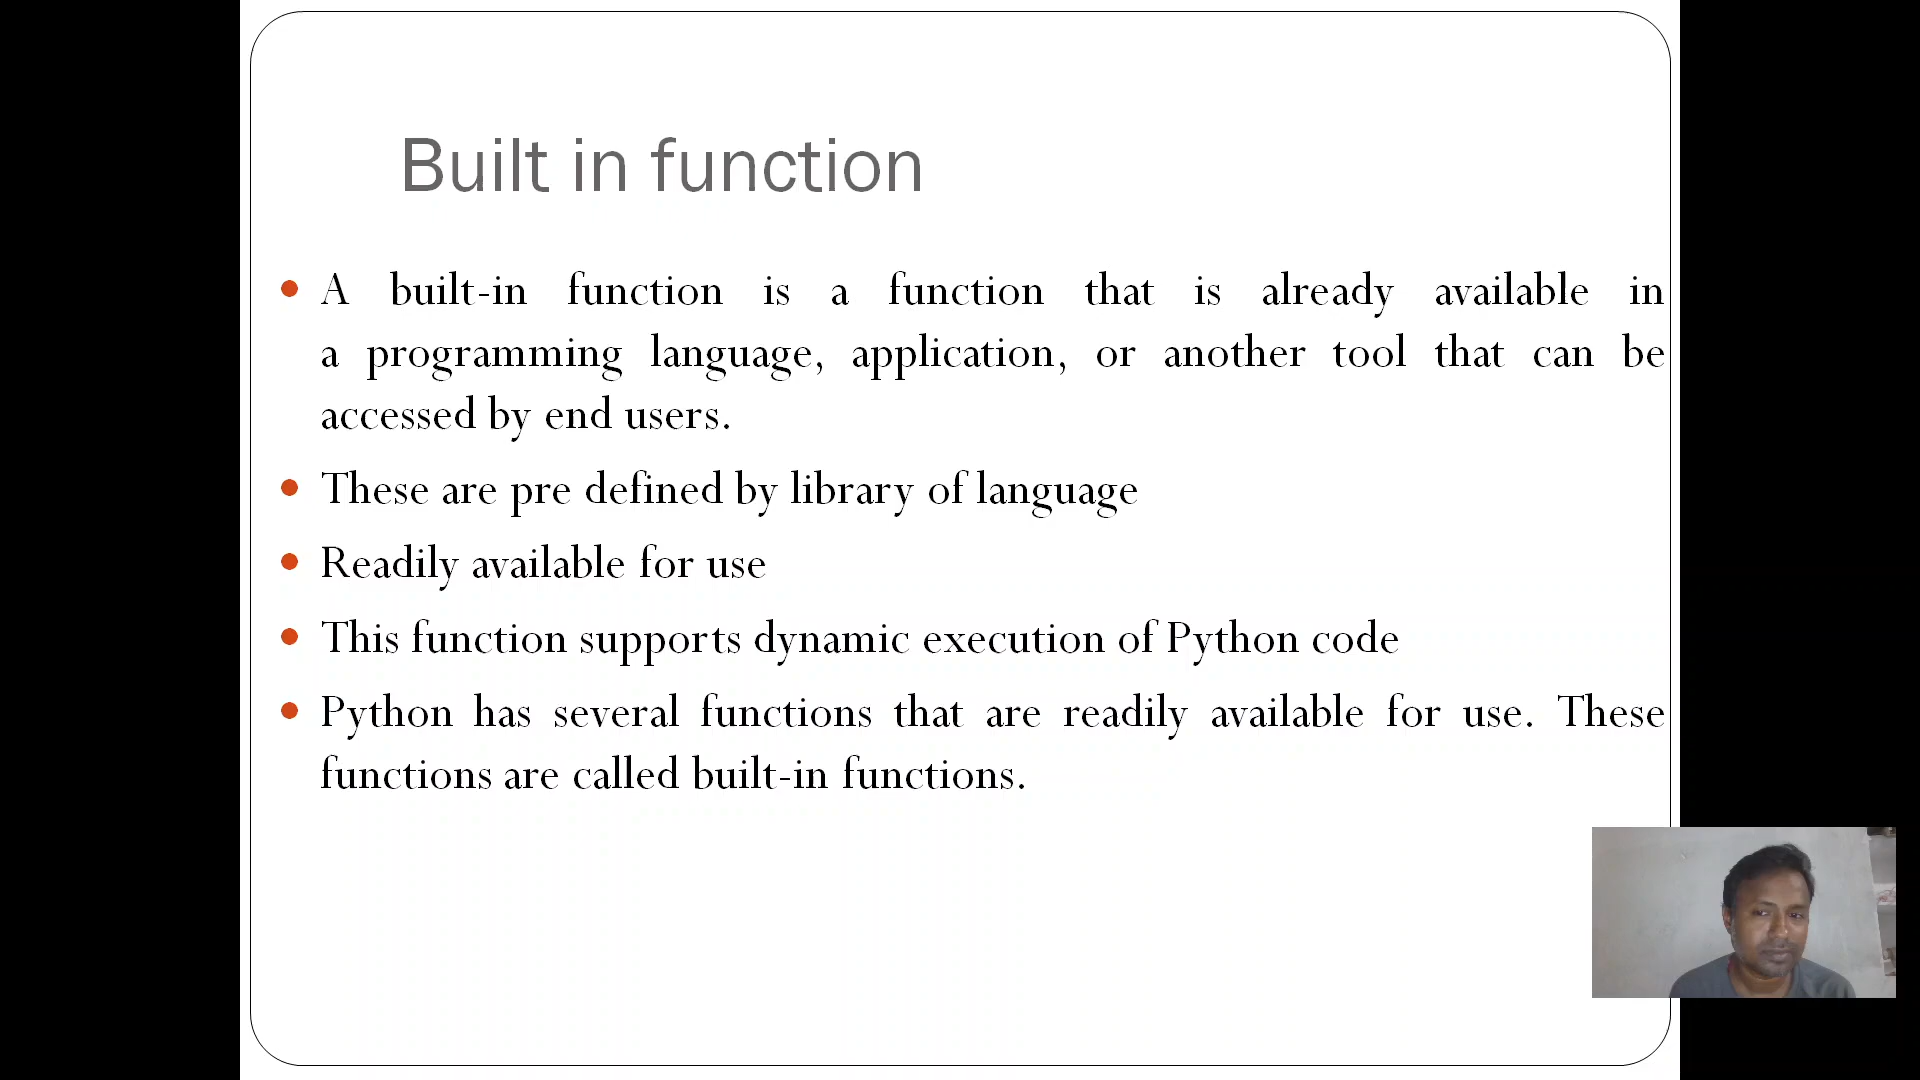 Built in function
A built-in function is a function that is already available in
a programming language, application, or another tool that can be
accessed by end users.
These are pre defined by library of language
Readily available for use
This function supports dynamic execution of Python code
Python has several functions that are readily available for use. These
functions are called built-in functions.